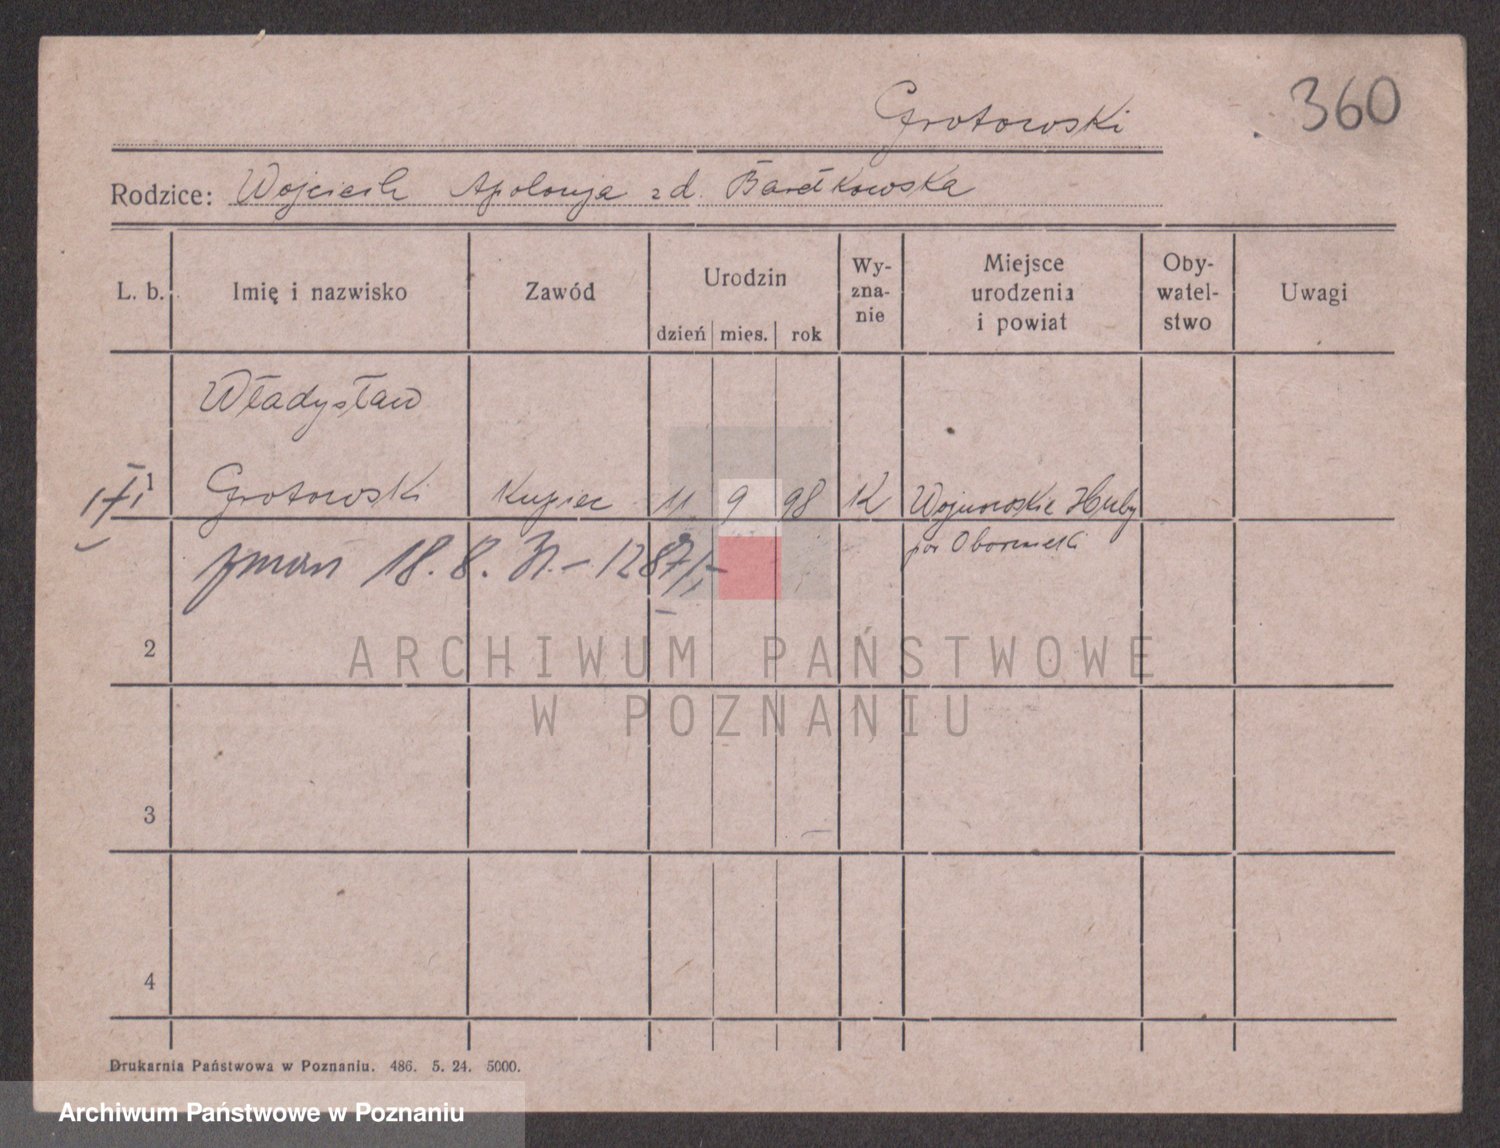 360
Grotowski
Rodzice: Wojciech Apolonja z d. Bartkowska
L. b. Imię i nazwisko Zawód Urodzin dzień mies. rok Wy-zna-nie Miejsce urodzenia i powiat Oby-watel-stwo Uwagi
Władysław
1 Grotowski Kupiec 11 9 98 K Wojnowskie Huby
pow Obornicki
zmarł 18. 8. 31. – 1287/
2
ARCHIWUM PAŃSTWOWE
W POZNANIU
3
4
Drukarnia Państwowa w Poznaniu. 486. 5. 24. 5000.
Archiwum Państwowe w Poznaniu